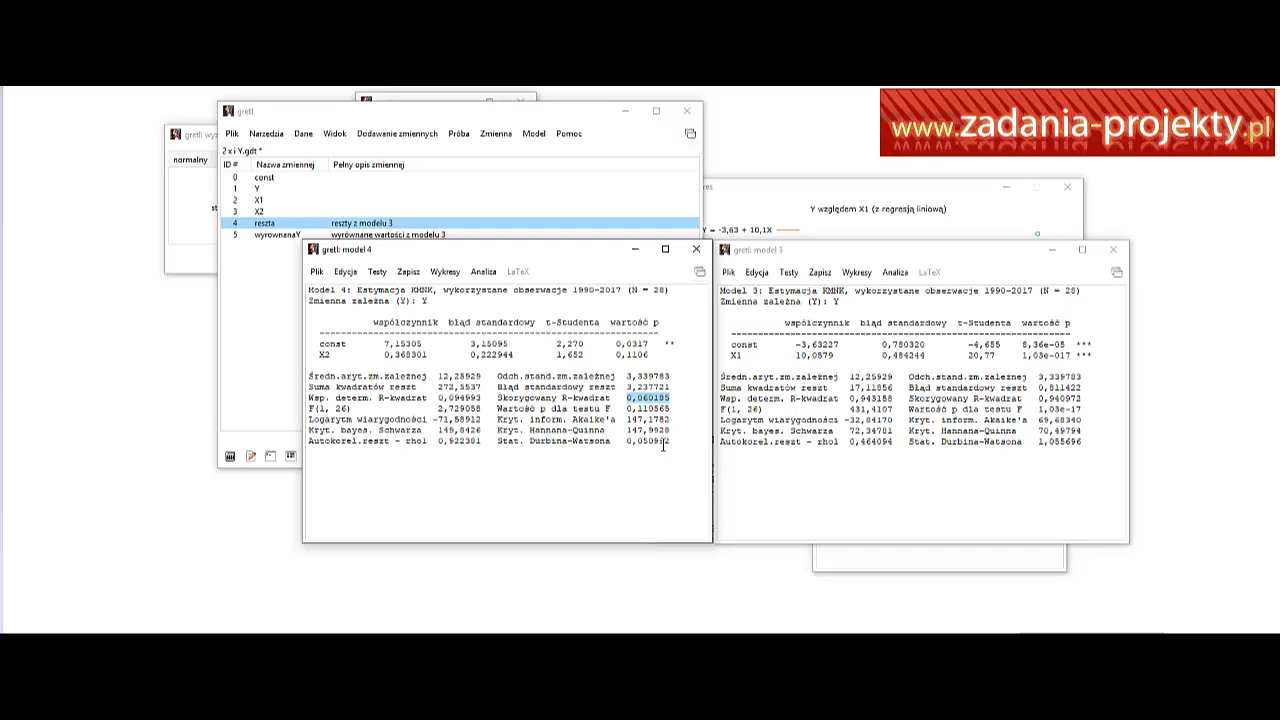 www.zadania-projekty.pl
gretl
gretl: wyz
normalny
st
Plik Narzędzia Dane Widok Dodawanie zmiennych Próba Zmienna Model Pomoc
2 x i Y.gdt *
ID # Nazwa zmiennej Pełny opis zmiennej
0 const
1 Y
2 X1
3 X2
4 reszta reszty z modelu 3
5 wyrownanaY wyrównane wartości z modelu 3
Y względem X1 (z regresją liniową)
Y = -3,63 + 10,1X
gretl: model 4
Plik Edycja Testy Zapisz Wykresy Analiza LaTeX
Model 4: Estymacja KMNK, wykorzystane obserwacje 1990-2017 (N = 28)
Zmienna zależna (Y): Y
współczynnik błąd standardowy t-Studenta wartość p
const 7,15305 3,15095 2,270 0,0317 **
X2 0,368301 0,222944 1,652 0,1106
Średn.aryt.zm.zależnej 12,25929 Odch.stand.zm.zależnej 3,339783
Suma kwadratów reszt 272,5537 Błąd standardowy reszt 3,237721
Wsp. determ. R-kwadrat 0,094993 Skorygowany R-kwadrat 0,060185
F(1, 26) 2,729058 Wartość p dla testu F 0,110565
Logarytm wiarygodności -71,58912 Kryt. inform. Akaike'a 147,1782
Kryt. bayes. Schwarza 149,8426 Kryt. Hannana-Quinna 147,9928
Autokorel.reszt - rho1 0,922381 Stat. Durbina-Watsona
gretl: model 3
Plik Edycja Testy Zapisz Wykresy Analiza LaTeX
Model 3: Estymacja KMNK, wykorzystane obserwacje 1990-2017 (N = 28)
Zmienna zależna (Y): Y
współczynnik błąd standardowy t-Studenta wartość p
const -3,63227 0,780320 -4,655 8,36e-05 ***
X1 10,0579 0,484244 20,77 1,03e-017 ***
Średn.aryt.zm.zależnej 12,25929 Odch.stand.zm.zależnej 3,339783
Suma kwadratów reszt 17,11856 Błąd standardowy reszt 0,811422
Wsp. determ. R-kwadrat 0,943158 Skorygowany R-kwadrat 0,940972
F(1, 26) 431,4107 Wartość p dla testu F 1,03e-17
Logarytm wiarygodności -32,84170 Kryt. inform. Akaike'a 69,68340
Kryt. bayes. Schwarza 72,34781 Kryt. Hannana-Quinna 70,49794
Autokorel.reszt - rho1 0,464094 Stat. Durbina-Watsona 1,055696